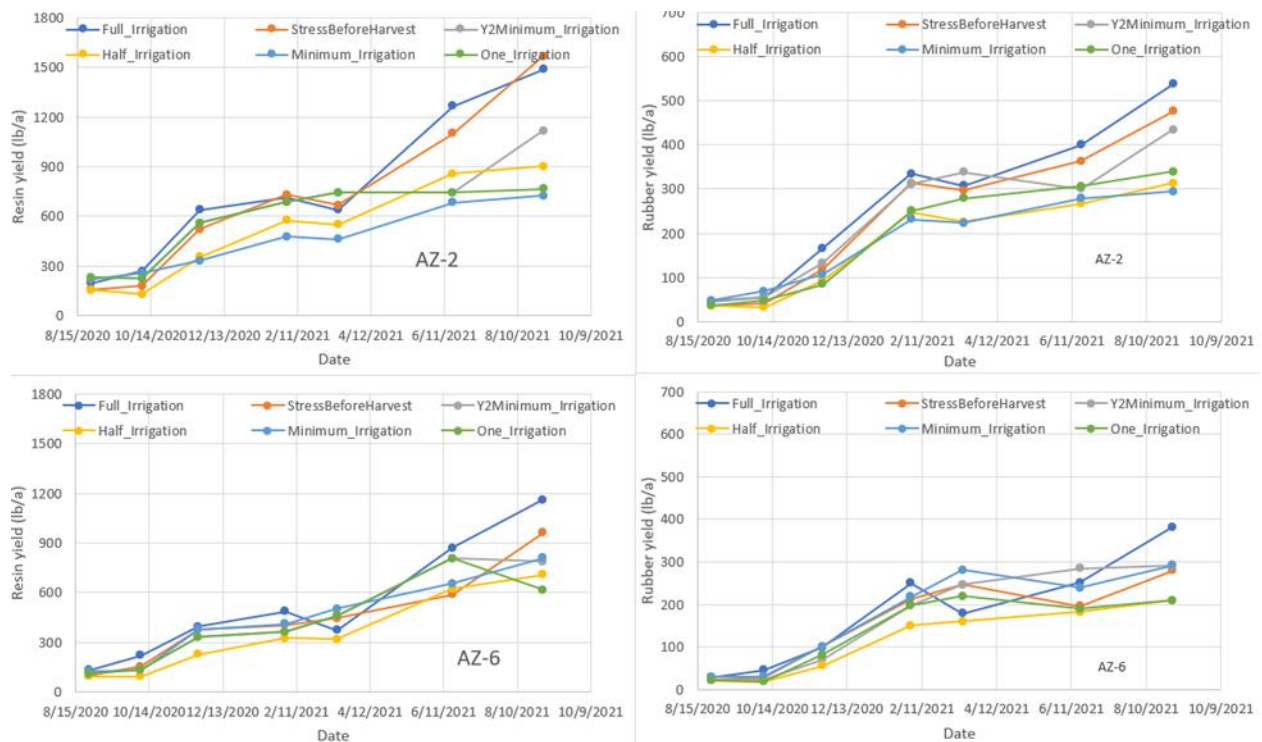 1800
1500
1200
900
600
300
0
Resin yield (lb/a)
Full_Irrigation StressBeforeHarvest Y2Minimum_Irrigation
Half_Irrigation Minimum_Irrigation One_Irrigation
AZ-2
8/15/2020 10/14/2020 12/13/2020 2/11/2021 4/12/2021 6/11/2021 8/10/2021 10/9/2021
Date
700
600
500
400
300
200
100
0
Rubber yield (lb/a)
Full_Irrigation StressBeforeHarvest Y2Minimum_Irrigation
Half_Irrigation Minimum_Irrigation One_Irrigation
AZ-2
8/15/2020 10/14/2020 12/13/2020 2/11/2021 4/12/2021 6/11/2021 8/10/2021 10/9/2021
Date
1800
1500
1200
900
600
300
0
Resin yield (lb/a)
Full_Irrigation StressBeforeHarvest Y2Minimum_Irrigation
Half_Irrigation Minimum_Irrigation One_Irrigation
AZ-6
8/15/2020 10/14/2020 12/13/2020 2/11/2021 4/12/2021 6/11/2021 8/10/2021 10/9/2021
Date
700
600
500
400
300
200
100
0
Rubber yield (lb/a)
Full_Irrigation StressBeforeHarvest Y2Minimum_Irrigation
Half_Irrigation Minimum_Irrigation One_Irrigation
AZ-6
8/15/2020 10/14/2020 12/13/2020 2/11/2021 4/12/2021 6/11/2021 8/10/2021 10/9/2021
Date